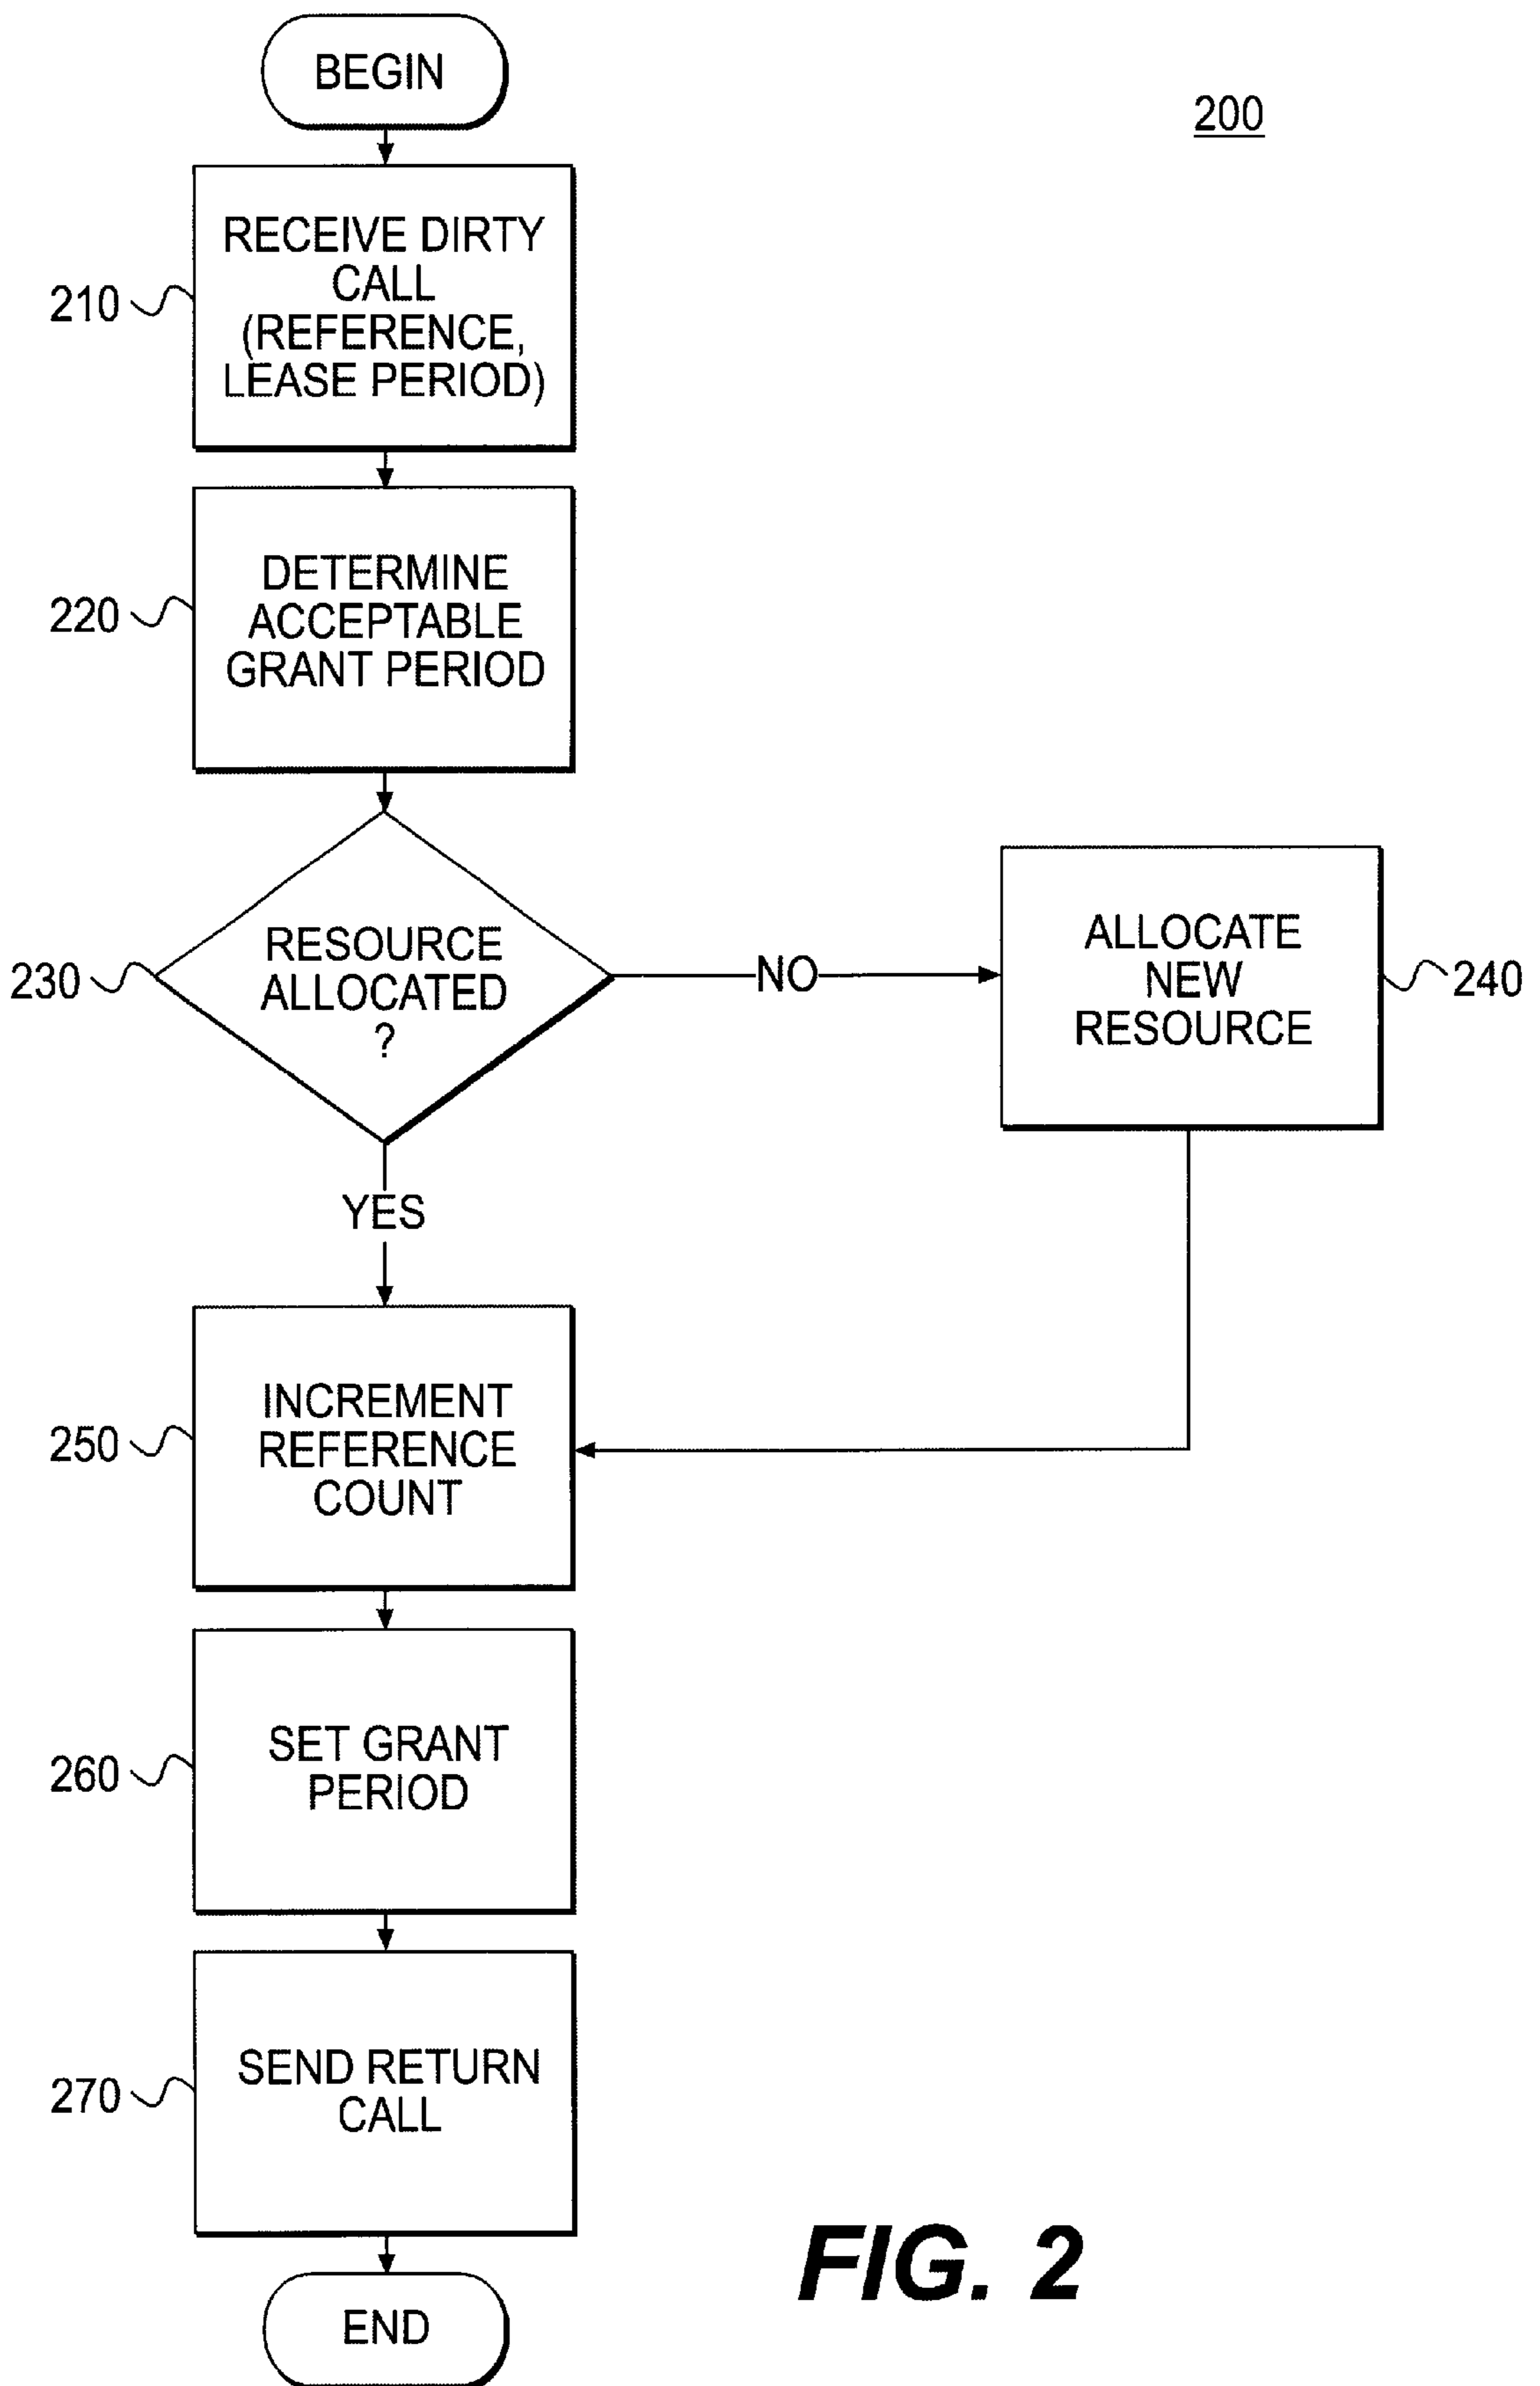 BEGIN
200
RECEIVE DIRTY
CALL
(REFERENCE,
LEASE PERIOD)
210
DETERMINE
ACCEPTABLE
GRANT PERIOD
220
RESOURCE
ALLOCATED
?
230
NO
ALLOCATE
NEW
RESOURCE
240
YES
INCREMENT
REFERENCE
COUNT
250
SET GRANT
PERIOD
260
SEND RETURN
CALL
270
END
FIG. 2